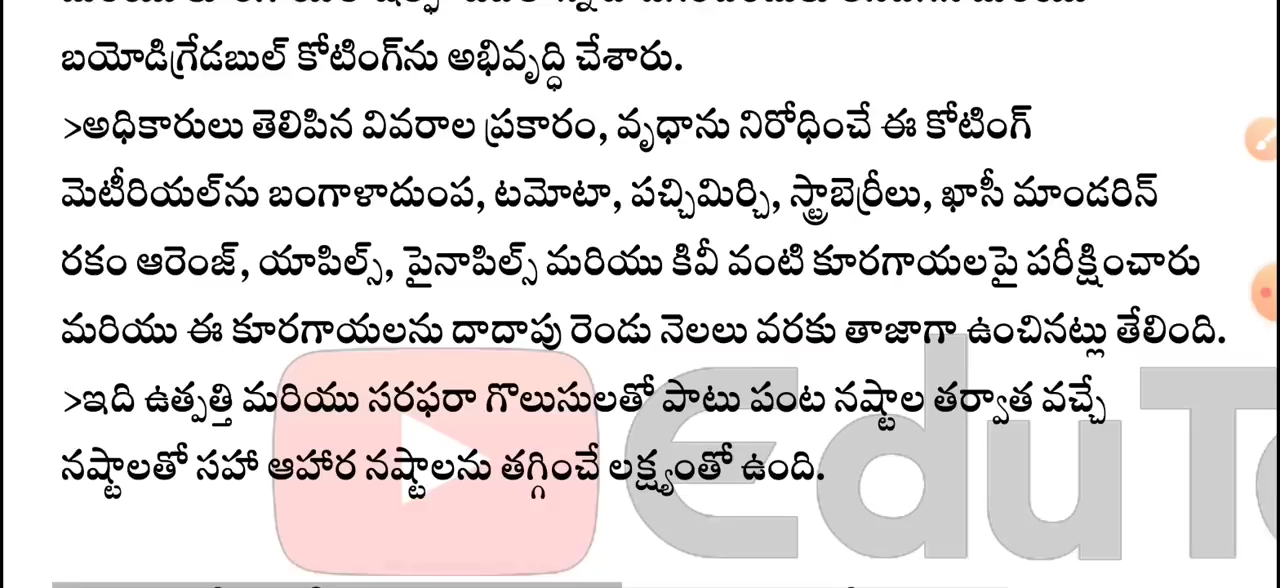 బయోడిగ్రేడబుల్ కోటింగ్‌ను అభివృద్ధి చేశారు.
>అధికారులు తెలిపిన వివరాల ప్రకారం, వృధాను నిరోధించే ఈ కోటింగ్
మెటీరియల్‌ను బంగాళాదుంప, టమోటా, పచ్చిమిర్చి, స్ట్రాబెర్రీలు, ఖాసీ మాండరిన్
రకం ఆరెంజ్, యాపిల్స్, పైనాపిల్స్ మరియు కివీ వంటి కూరగాయలపై పరీక్షించారు
మరియు ఈ కూరగాయలను దాదాపు రెండు నెలలు వరకు తాజాగా ఉంచినట్లు తేలింది.
>ఇది ఉత్పత్తి మరియు సరఫరా గొలుసులతో పాటు పంట నష్టాల తర్వాత వచ్చే
నష్టాలతో సహా ఆహార నష్టాలను తగ్గించే లక్ష్యంతో ఉంది.